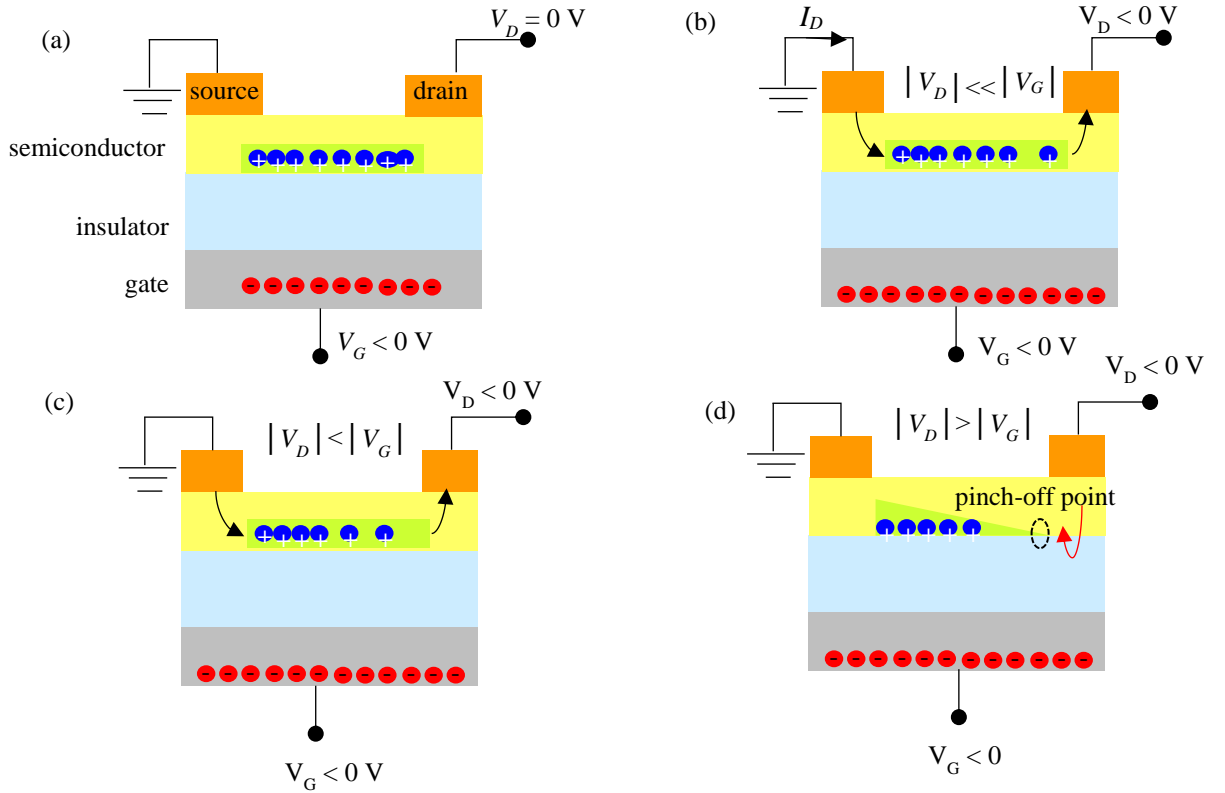 (a)
V_D = 0 V
source
drain
semiconductor
insulator
gate
V_G < 0 V
(b)
I_D
V_D < 0 V
|V_D| << |V_G|
V_G < 0 V
(c)
V_D < 0 V
|V_D| < |V_G|
V_G < 0 V
(d)
V_D < 0 V
|V_D| > |V_G|
pinch-off point
V_G < 0